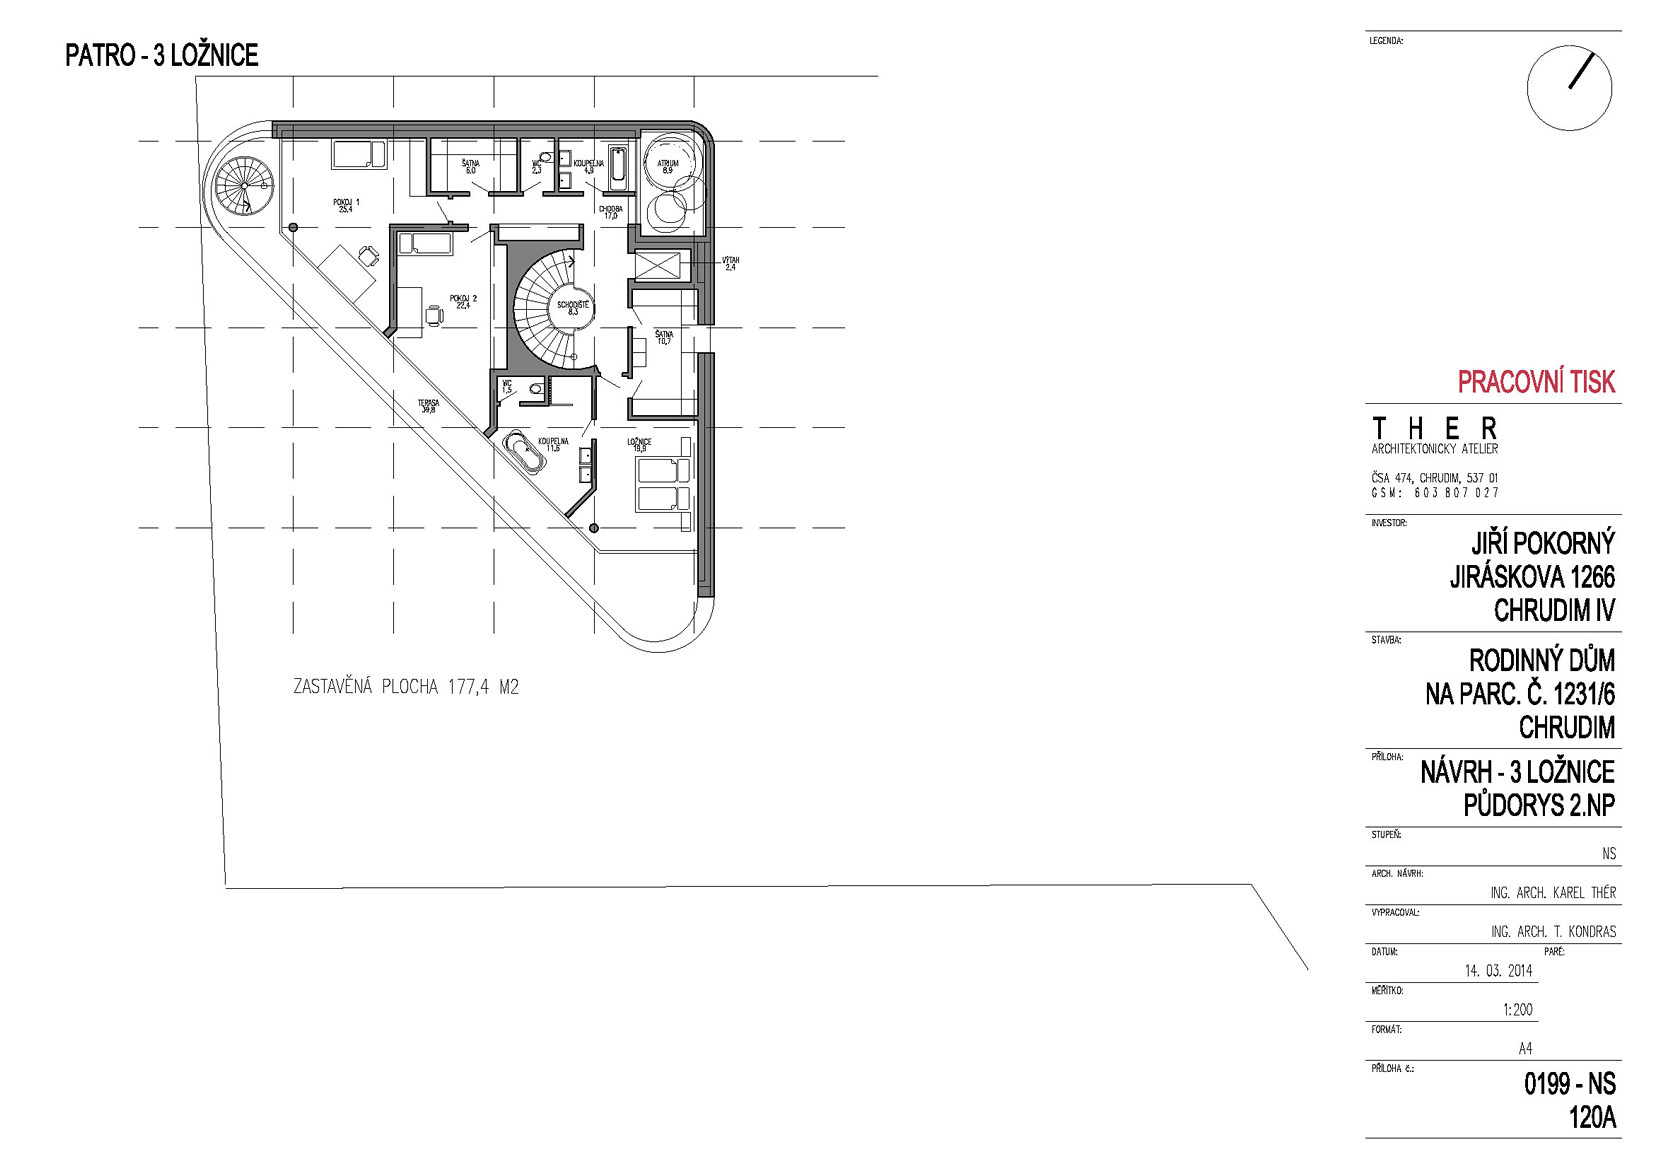 PATRO - 3 LOŽNICE
ŠATNA
6,0
WC
2,3
KOUPELNA
4,9
ATRIUM
8,9
POKOJ 1
25,4
CHODBA
17,0
VÝTAH
2,4
POKOJ 2
22,4
SCHODIŠTĚ
8,3
ŠATNA
10,7
WC
1,5
TERASA
39,8
KOUPELNA
11,6
LOŽNICE
19,9
ZASTAVĚNÁ PLOCHA 177,4 M2
LEGENDA:
PRACOVNÍ TISK
THER
ARCHITEKTONICKÝ ATELIER
ČSA 474, CHRUDIM, 537 01
GSM: 603 807 027
INVESTOR:
JIŘÍ POKORNÝ
JIRÁSKOVA 1266
CHRUDIM IV
STAVBA:
RODINNÝ DŮM
NA PARC. Č. 1231/6
CHRUDIM
PŘÍLOHA:
NÁVRH - 3 LOŽNICE
PŮDORYS 2.NP
STUPEŇ:
NS
ARCH. NÁVRH:
ING. ARCH. KAREL THÉR
VYPRACOVAL:
ING. ARCH. T. KONDRAS
DATUM:
PARÉ:
14. 03. 2014
MĚŘÍTKO:
1:200
FORMÁT:
A4
PŘÍLOHA č.:
0199 - NS
120A